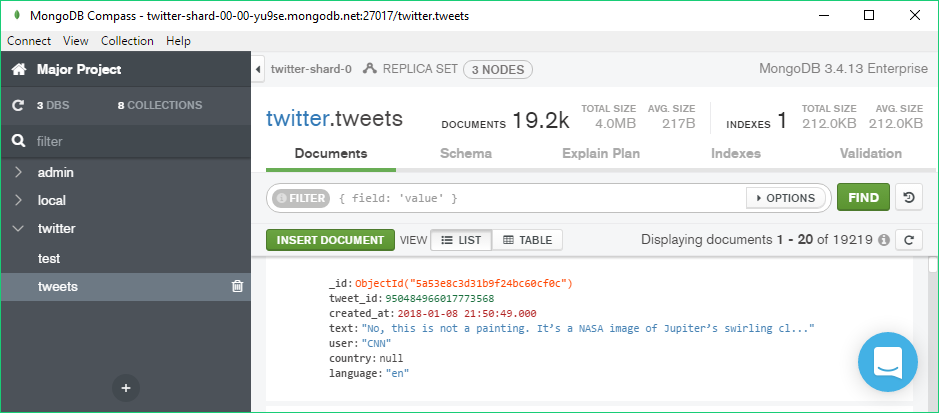 MongoDB Compass - twitter-shard-00-00-yu9se.mongodb.net:27017/twitter.tweets
Connect View Collection Help
Major Project
3 DBS 8 COLLECTIONS
filter
admin
local
twitter
test
tweets
twitter-shard-0 REPLICA SET 3 NODES MongoDB 3.4.13 Enterprise
twitter.tweets DOCUMENTS 19.2k TOTAL SIZE 4.0MB AVG. SIZE 217B INDEXES 1 TOTAL SIZE 212.0KB AVG. SIZE 212.0KB
Documents Schema Explain Plan Indexes Validation
FILTER { field: 'value' } OPTIONS FIND
INSERT DOCUMENT VIEW LIST TABLE Displaying documents 1 - 20 of 19219
_id: ObjectId("5a53e8c3d31b9f24bc60cf0c")
tweet_id: 950484966017773568
created_at: 2018-01-08 21:50:49.000
text: "No, this is not a painting. It’s a NASA image of Jupiter’s swirling cl..."
user: "CNN"
country: null
language: "en"